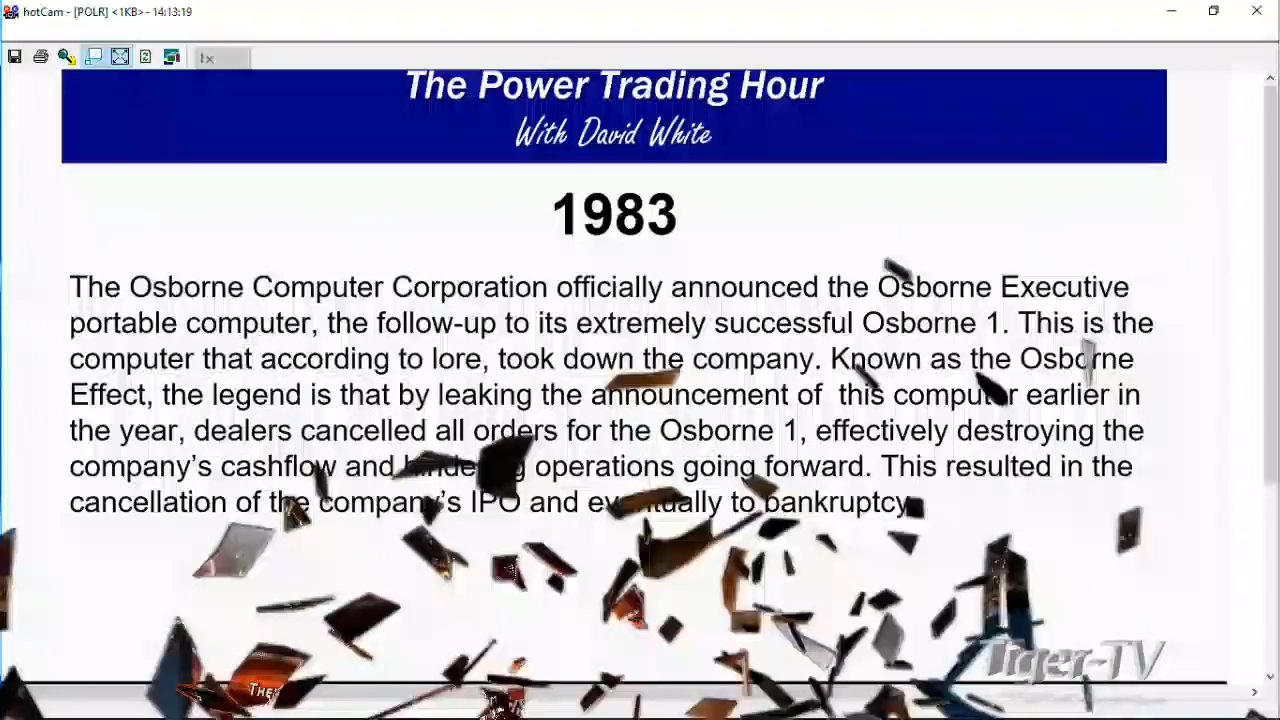 hotCam - [POLR] <1KB> - 14:13:19
The Power Trading Hour
With David White
1983
The Osborne Computer Corporation officially announced the Osborne Executive
portable computer, the follow-up to its extremely successful Osborne 1. This is the
computer that according to lore, took down the company. Known as the Osborne
Effect, the legend is that by leaking the announcement of this computer earlier in
the year, dealers cancelled all orders for the Osborne 1, effectively destroying the
company's cashflow and hindering operations going forward. This resulted in the
cancellation of the company's IPO and eventually to bankruptcy
Tiger-TV
The